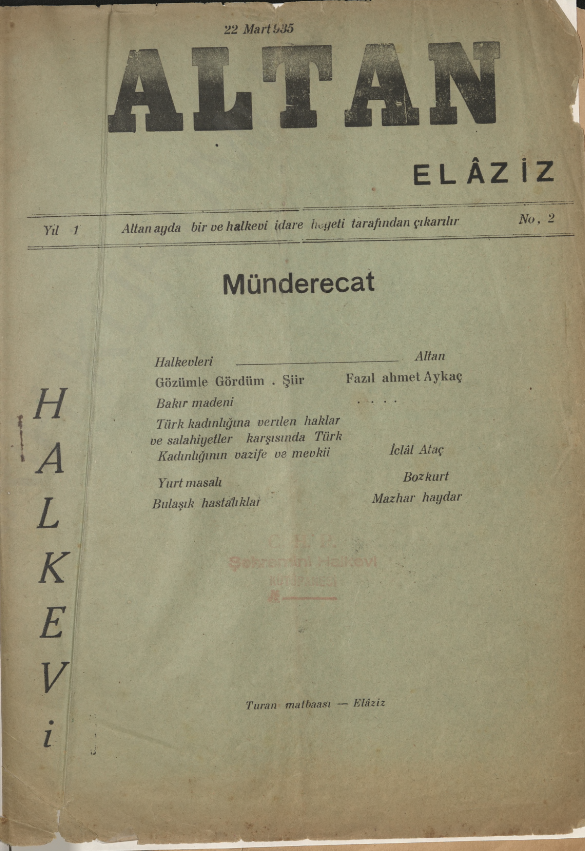 22 Mart 935
ALTAN
ELÂZİZ
Yıl 1 Altan ayda bir ve halkevi idare heyeti tarafından çıkarılır No. 2
Münderecat
Halkevleri Altan
Gözümle Gördüm . Şiir Fazıl ahmet Aykaç
Bakır madeni . . . .
Türk kadınlığına verilen haklar
ve salahiyetler karşısında Türk
Kadınlığının vazife ve mevkii İclâl Ataç
Yurt masalı Bozkurt
Bulaşık hastalıklar Mazhar haydar
HALKEVİ
Şehremini Halkevi
Turan matbaası — Elâziz